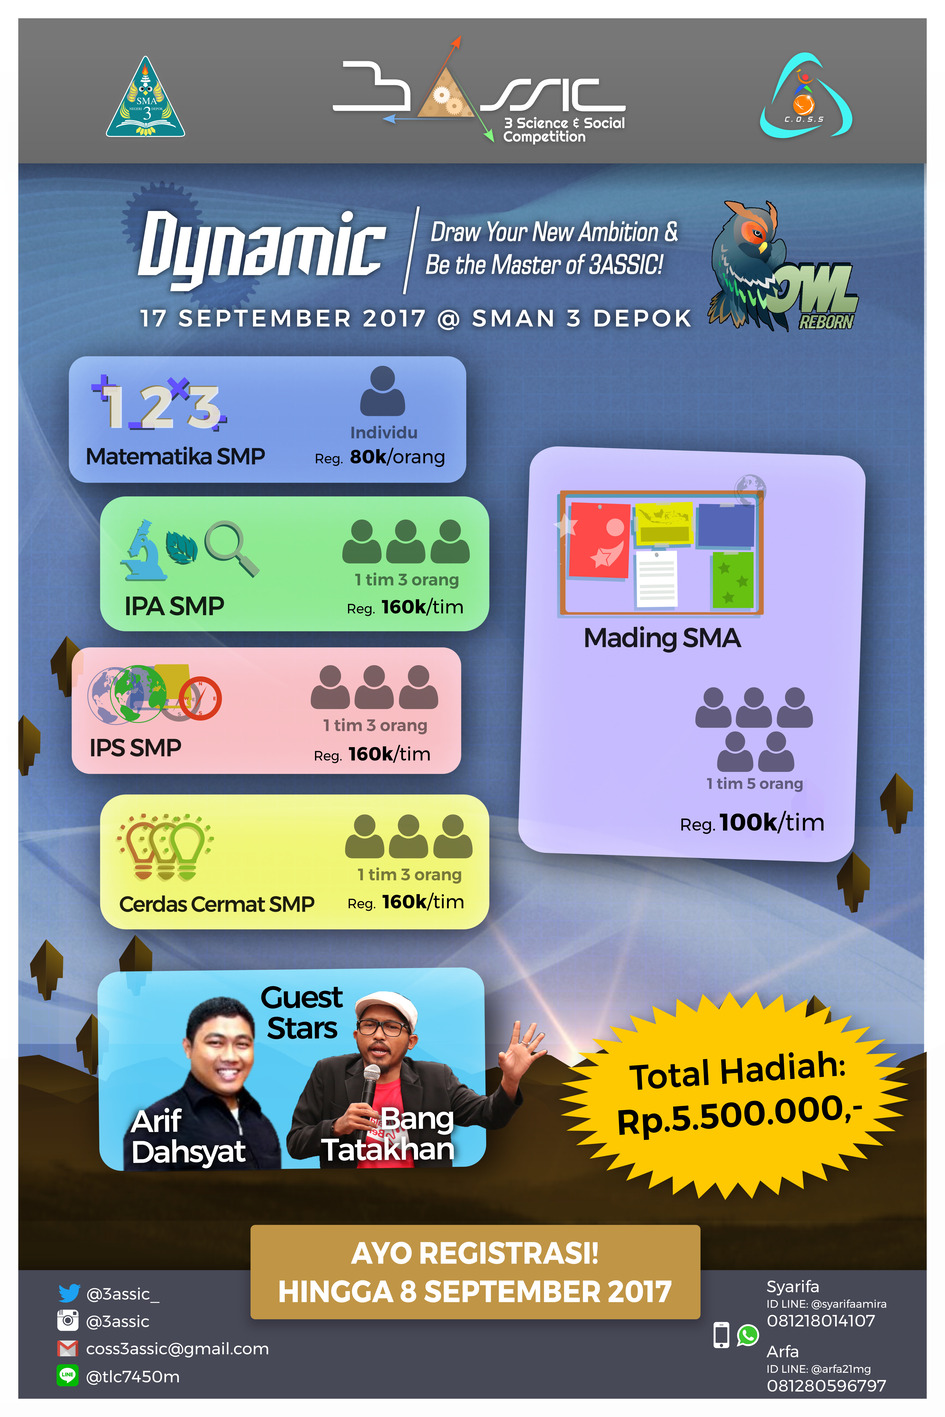 SMA
3
3ASSIC
3 Science & Social
Competition
C.O.S.S
Dynamic
Draw Your New Ambition &
Be the Master of 3ASSIC!
OWL
REBORN
17 SEPTEMBER 2017 @ SMAN 3 DEPOK
123
Individu
Matematika SMP
Reg. 80k/orang
1 tim 3 orang
IPA SMP
Reg. 160k/tim
1 tim 3 orang
IPS SMP
Reg. 160k/tim
1 tim 3 orang
Cerdas Cermat SMP
Reg. 160k/tim
Mading SMA
1 tim 5 orang
Reg. 100k/tim
Guest
Stars
Arif
Dahsyat
Bang
Tatakhan
Total Hadiah:
Rp.5.500.000,-
AYO REGISTRASI!
HINGGA 8 SEPTEMBER 2017
@3assic_
@3assic
coss3assic@gmail.com
LINE
@tlc7450m
Syarifa
ID LINE: @syarifaamira
081218014107
Arfa
ID LINE: @arfa21mg
081280596797